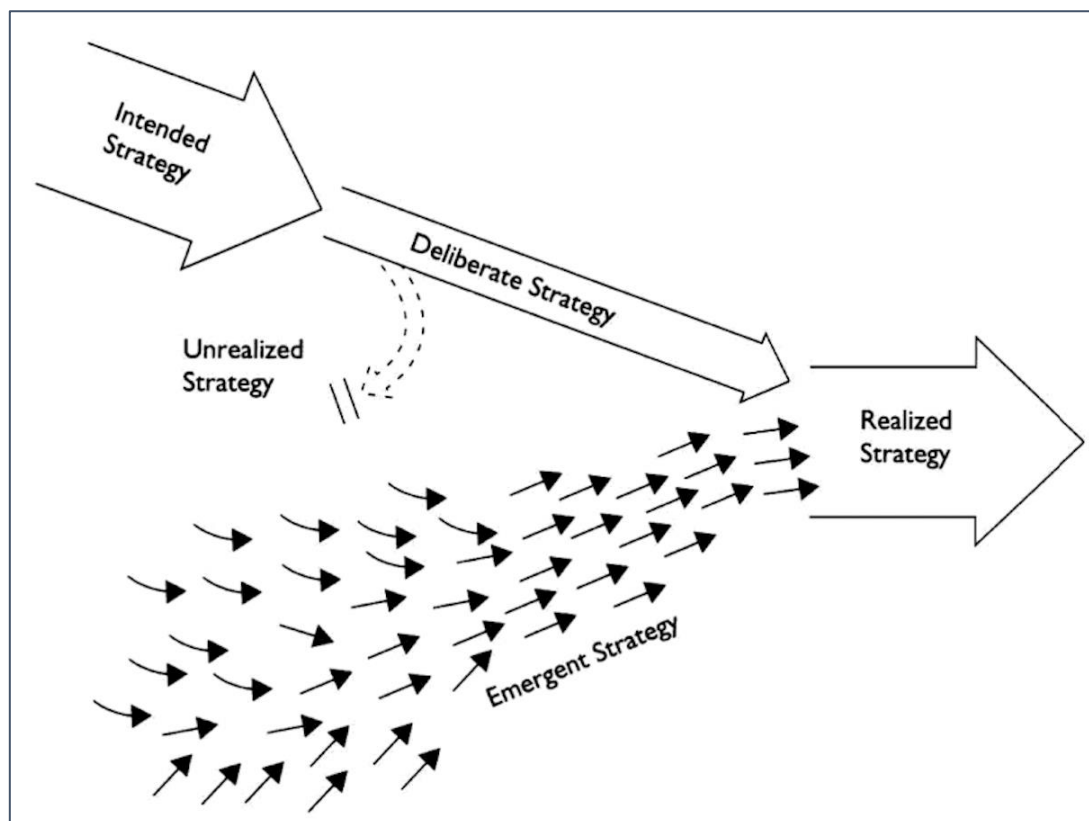 Intended
Strategy
Deliberate Strategy
Unrealized
Strategy
Realized
Strategy
Emergent Strategy